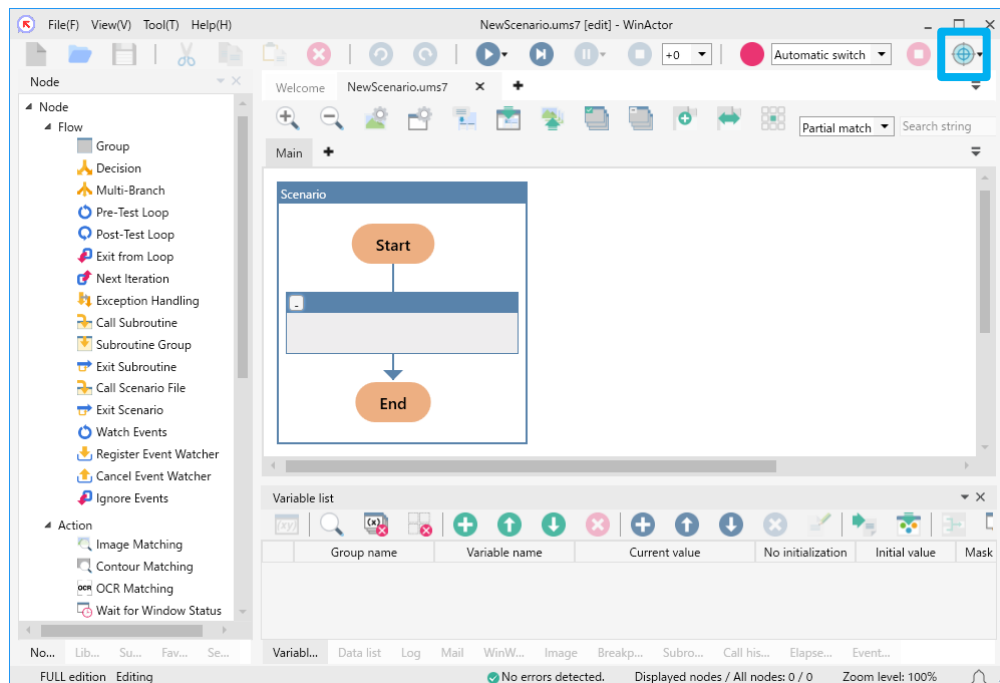 File(F) View(V) Tool(T) Help(H) NewScenario.ums7 [edit] - WinActor
+0 Automatic switch
Node
Welcome NewScenario.ums7
Node
Flow
Group
Decision
Multi-Branch
Pre-Test Loop
Post-Test Loop
Exit from Loop
Next Iteration
Exception Handling
Call Subroutine
Subroutine Group
Exit Subroutine
Call Scenario File
Exit Scenario
Watch Events
Register Event Watcher
Cancel Event Watcher
Ignore Events
Action
Image Matching
Contour Matching
OCR OCR Matching
Wait for Window Status
No... Lib... Su... Fav... Se...
Partial match Search string
Main
Scenario
Start
End
Variable list
Group name Variable name Current value No initialization Initial value Mask
Variabl... Data list Log Mail WinW... Image Breakp... Subro... Call his... Elapse... Event...
FULL edition Editing No errors detected. Displayed nodes / All nodes: 0 / 0 Zoom level: 100%